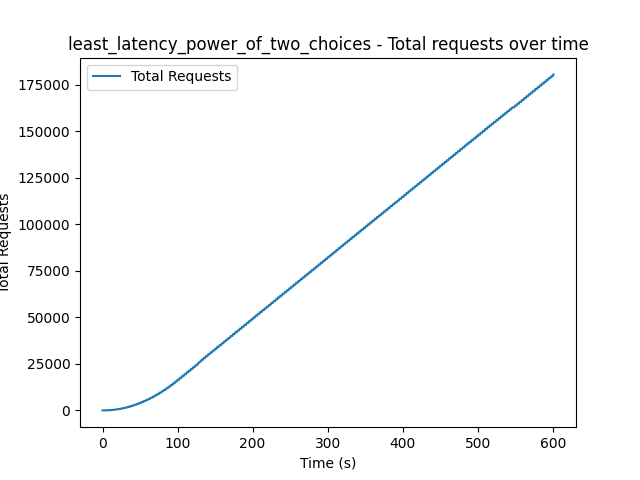 least_latency_power_of_two_choices - Total requests over time
Total Requests
175000
150000
125000
100000
75000
50000
25000
0
Total Requests
0 100 200 300 400 500 600
Time (s)